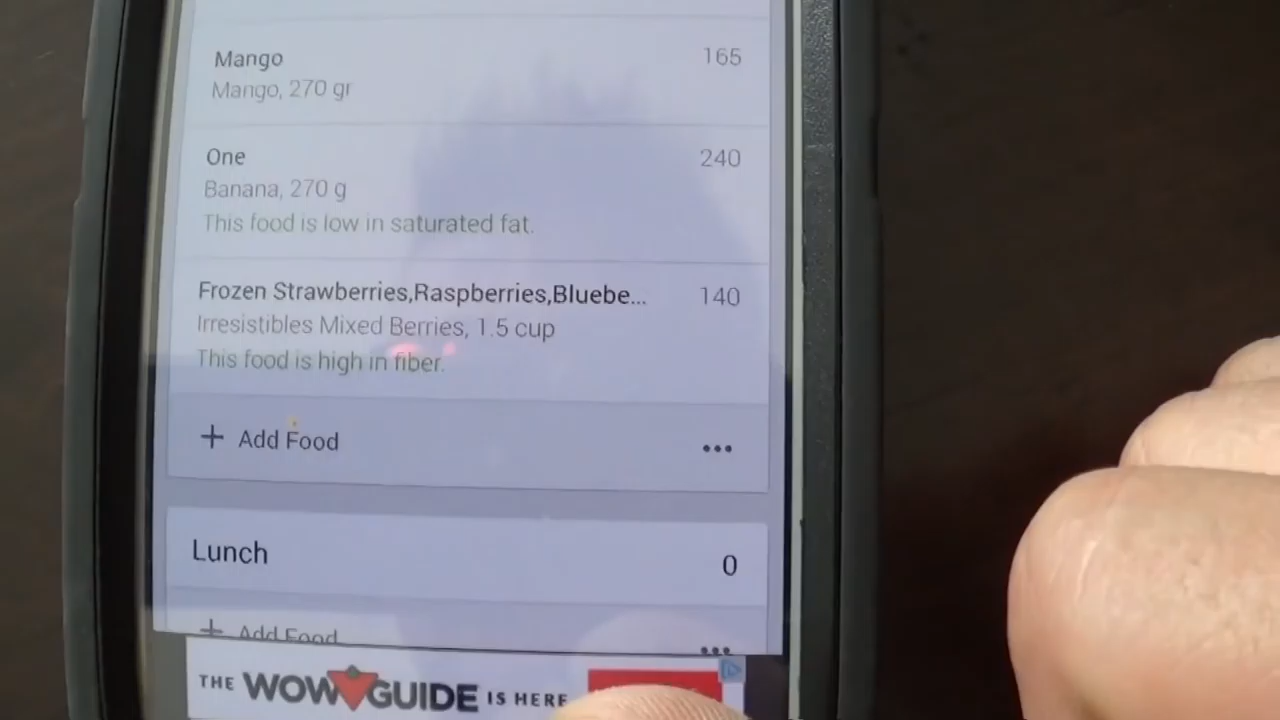 Mango 165
Mango, 270 gr
One 240
Banana, 270 g
This food is low in saturated fat.
Frozen Strawberries,Raspberries,Bluebe... 140
Irresistibles Mixed Berries, 1.5 cup
This food is high in fiber.
+ Add Food ...
Lunch 0
+ Add Food ...
THE WOW GUIDE IS HERE